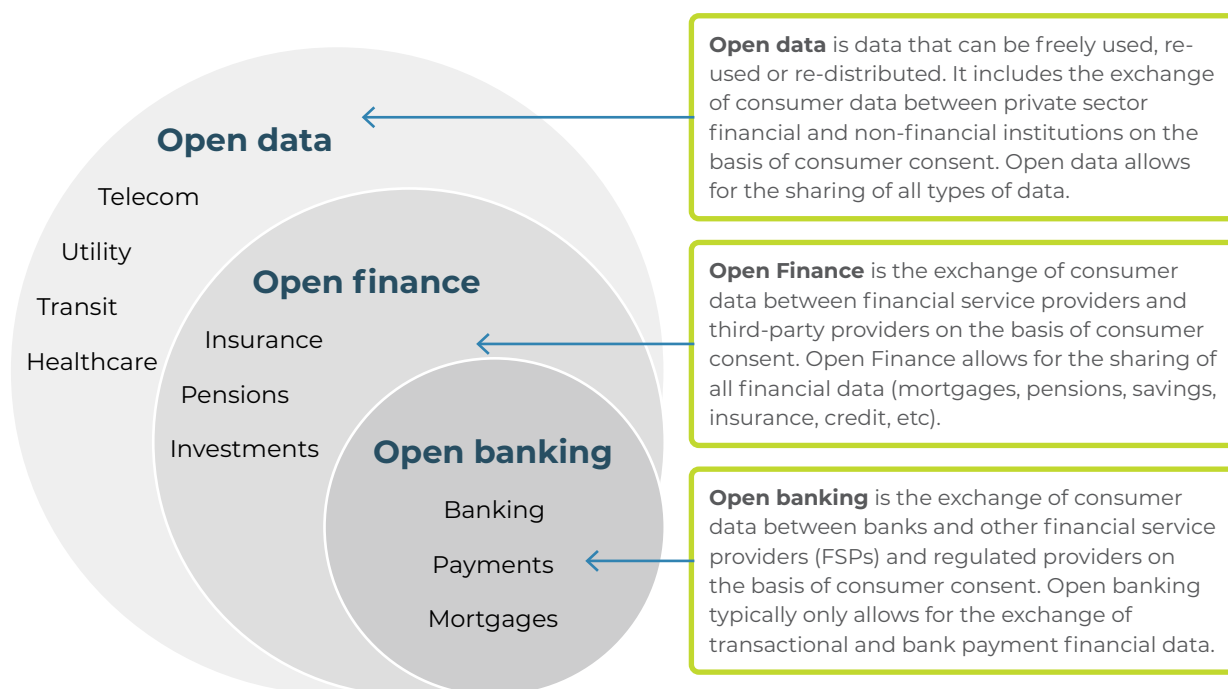 Open data
Telecom
Utility
Transit
Healthcare
Open finance
Insurance
Pensions
Investments
Open banking
Banking
Payments
Mortgages
Open data is data that can be freely used, re-
used or re-distributed. It includes the exchange
of consumer data between private sector
financial and non-financial institutions on the
basis of consumer consent. Open data allows
for the sharing of all types of data.
Open Finance is the exchange of consumer
data between financial service providers and
third-party providers on the basis of consumer
consent. Open Finance allows for the sharing of
all financial data (mortgages, pensions, savings,
insurance, credit, etc).
Open banking is the exchange of consumer
data between banks and other financial service
providers (FSPs) and regulated providers on
the basis of consumer consent. Open banking
typically only allows for the exchange of
transactional and bank payment financial data.